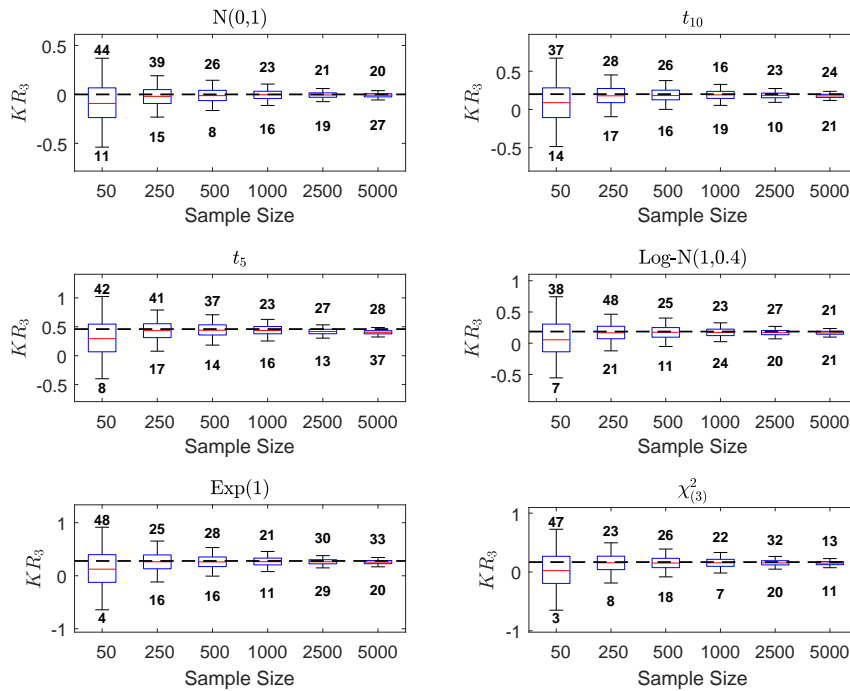 N(0,1)
44 39 26 23 21 20
0.5
0
-0.5
KR3
11 15 8 16 19 27
50 250 500 1000 2500 5000
Sample Size
t10
37 28 26 16 23 24
0.5
0
-0.5
KR3
14 17 16 19 10 21
50 250 500 1000 2500 5000
Sample Size
t5
42 41 37 23 27 28
1
0.5
0
-0.5
KR3
8 17 14 16 13 37
50 250 500 1000 2500 5000
Sample Size
Log-N(1,0.4)
38 48 25 23 27 21
1
0.5
0
-0.5
KR3
7 21 11 24 20 21
50 250 500 1000 2500 5000
Sample Size
Exp(1)
48 25 28 21 30 33
1
0
-1
KR3
4 16 16 11 29 20
50 250 500 1000 2500 5000
Sample Size
χ²(3)
47 23 26 22 32 13
1
0
-1
KR3
3 8 18 7 20 11
50 250 500 1000 2500 5000
Sample Size